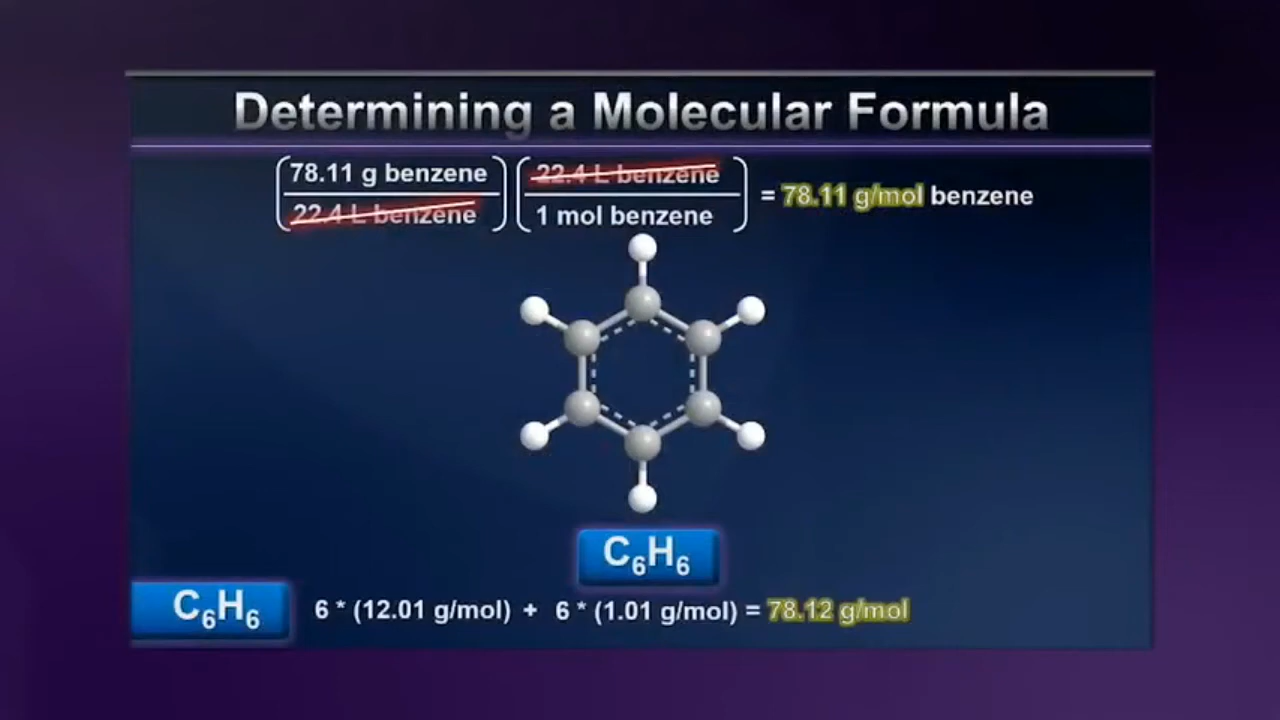 Determining a Molecular Formula
78.11 g benzene 22.4 L benzene
22.4 L benzene 1 mol benzene = 78.11 g/mol benzene
C6H6
C6H6 6 * (12.01 g/mol) + 6 * (1.01 g/mol) = 78.12 g/mol